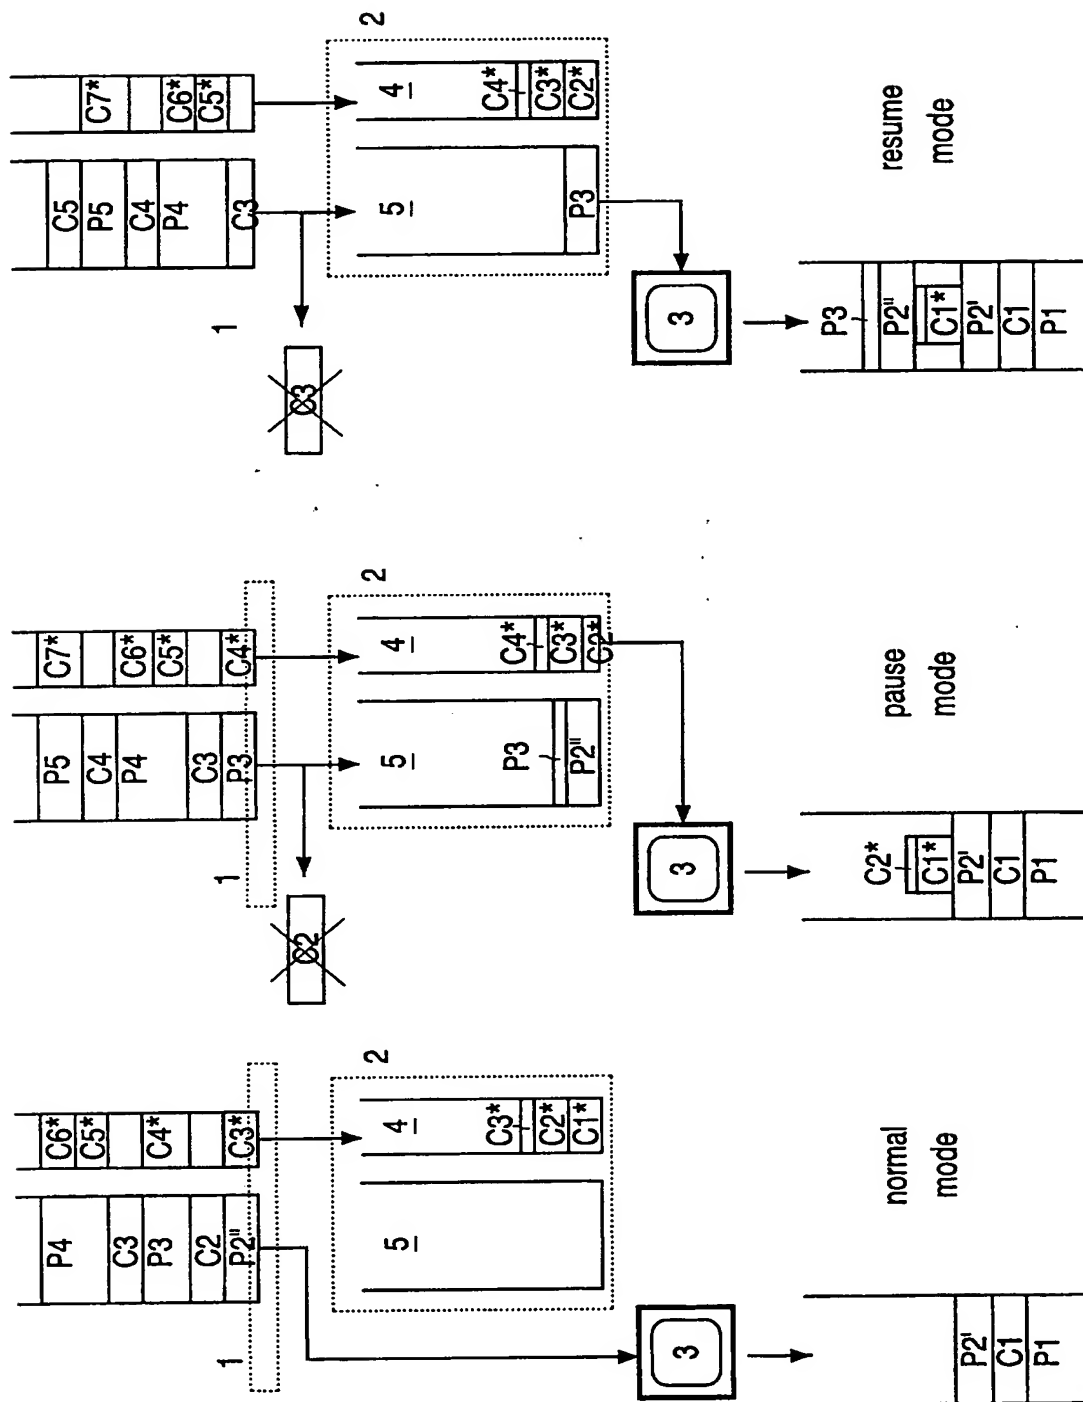 P4
C3
P3
C2
P2''
C6*
C5*
C4*
C3*
1
2
5
4
C3*
C2*
C1*
3
P2'
C1
P1
normal
mode
P5
C4
P4
C3
P3
C7*
C6*
C5*
C4*
1
C2
2
5
4
P3
P2''
C4*
C3*
C2*
3
C2*
C1*
P2'
C1
P1
pause
mode
C5
P5
C4
P4
C3
C7*
C6*
C5*
1
C3
2
5
4
P3
C4*
C3*
C2*
3
P3
P2''
C1*
P2'
C1
P1
resume
mode